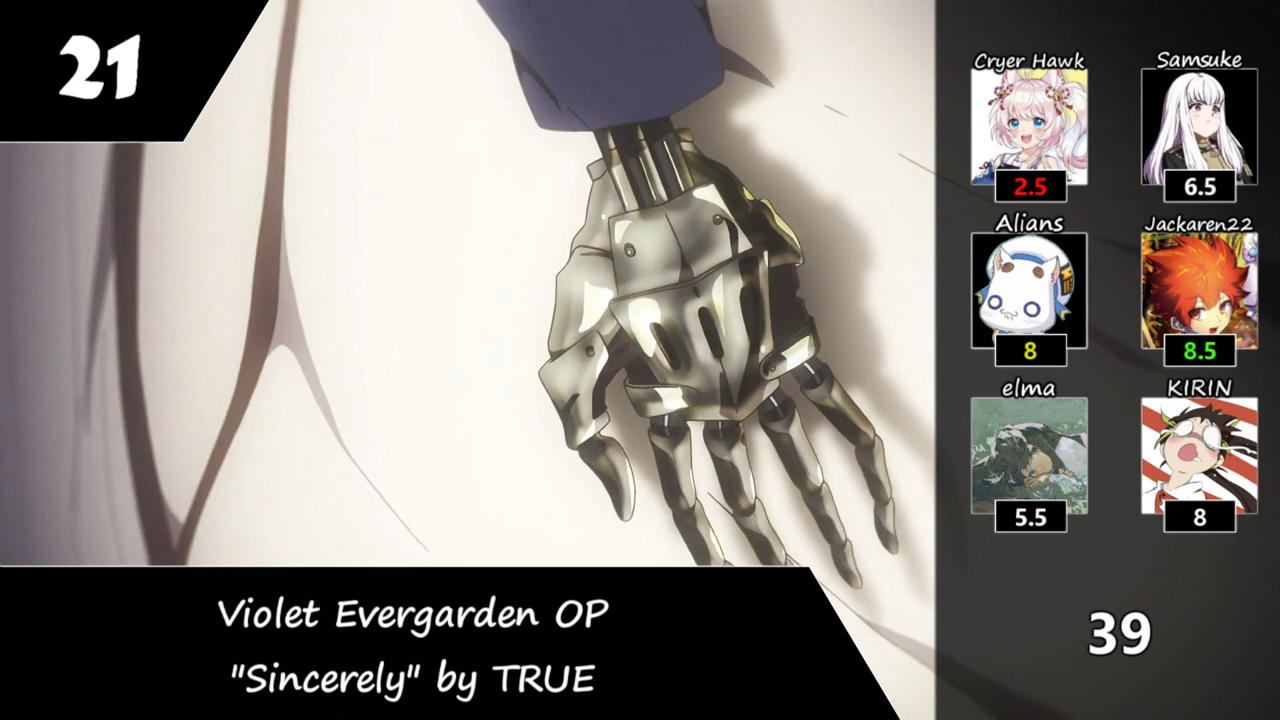 21
Cryer Hawk
Samsuke
2.5
6.5
Alians
Jackaren22
8
8.5
elma
KIRIN
5.5
8
39
Violet Evergarden OP
"Sincerely" by TRUE